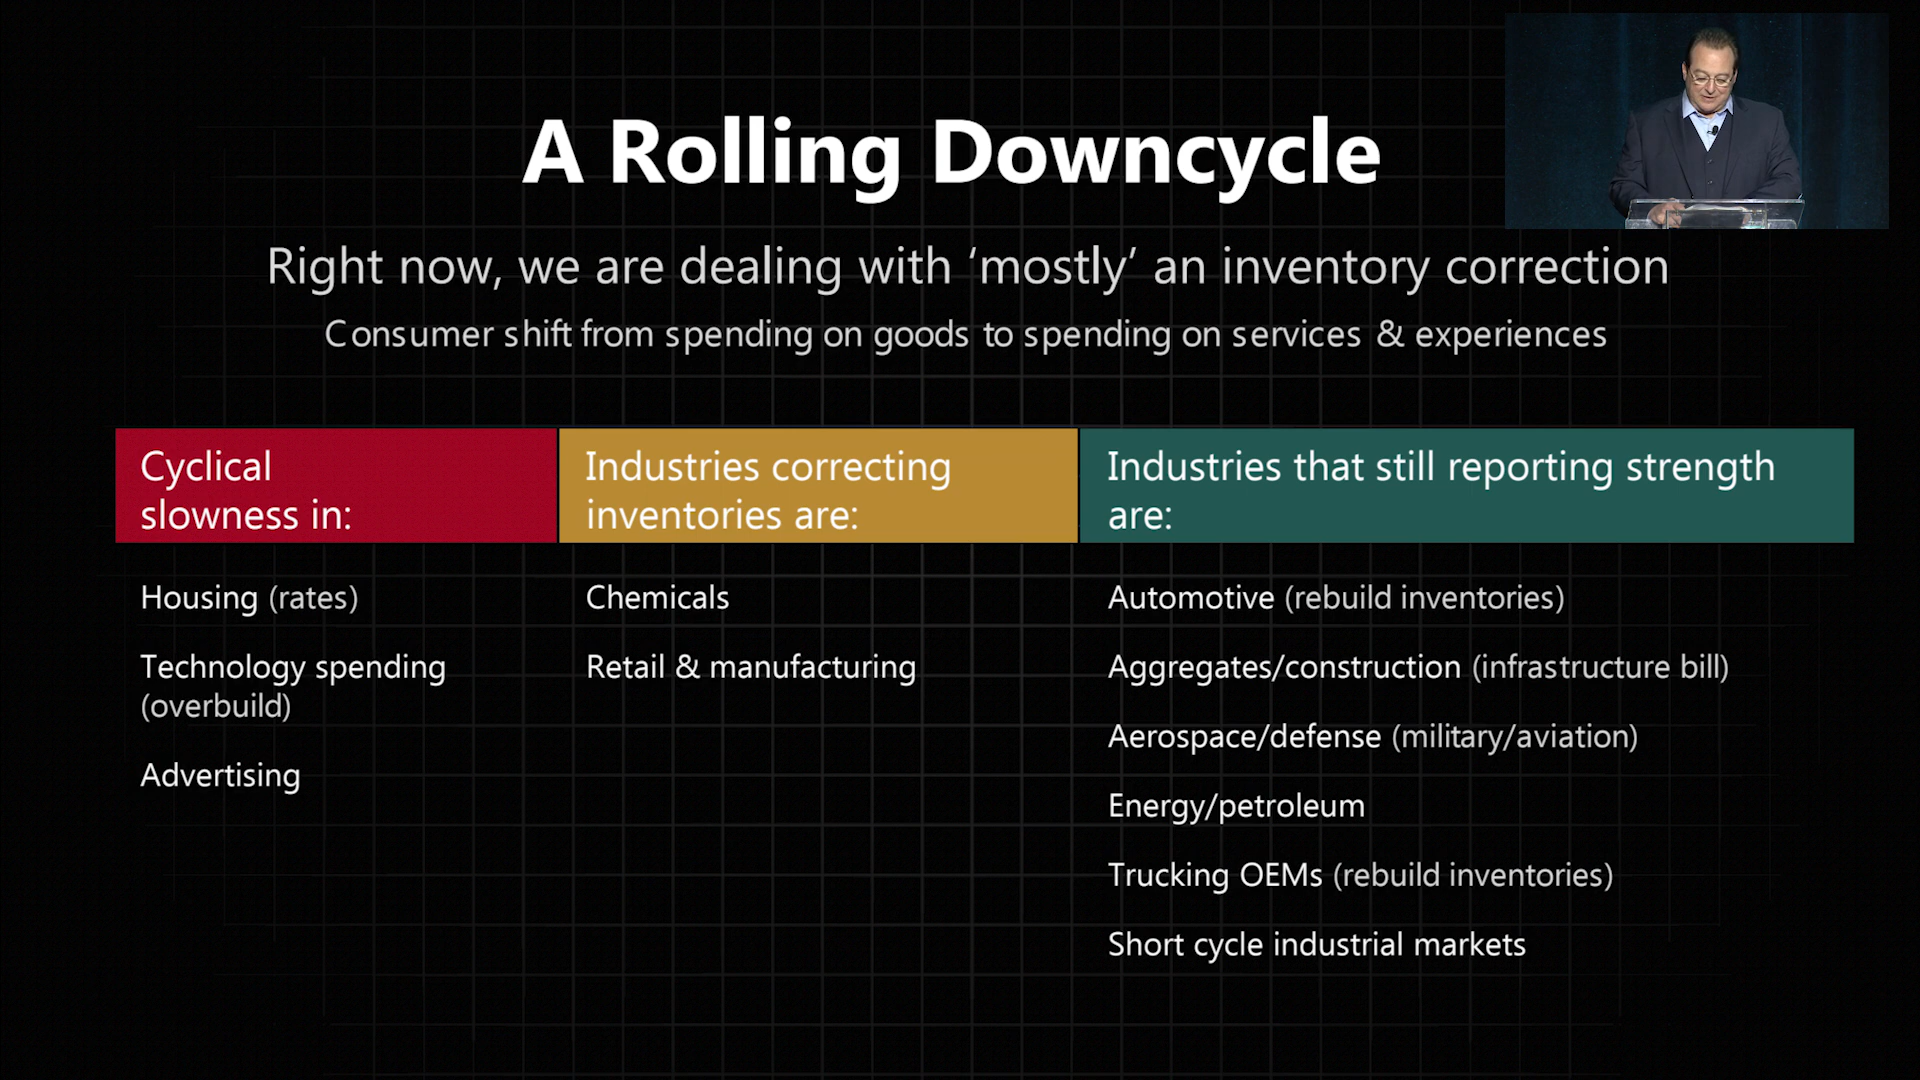 A Rolling Downcycle
Right now, we are dealing with ‘mostly’ an inventory correction
Consumer shift from spending on goods to spending on services & experiences
Cyclical
slowness in:
Housing (rates)
Technology spending
(overbuild)
Advertising
Industries correcting
inventories are:
Chemicals
Retail & manufacturing
Industries that still reporting strength
are:
Automotive (rebuild inventories)
Aggregates/construction (infrastructure bill)
Aerospace/defense (military/aviation)
Energy/petroleum
Trucking OEMs (rebuild inventories)
Short cycle industrial markets